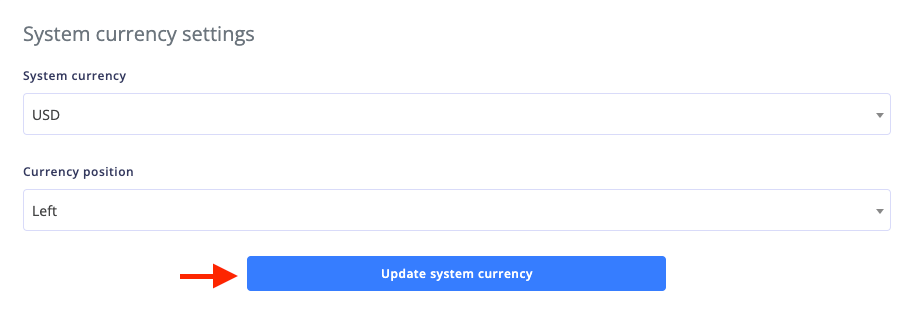 System currency settings
System currency
USD
Currency position
Left
Update system currency